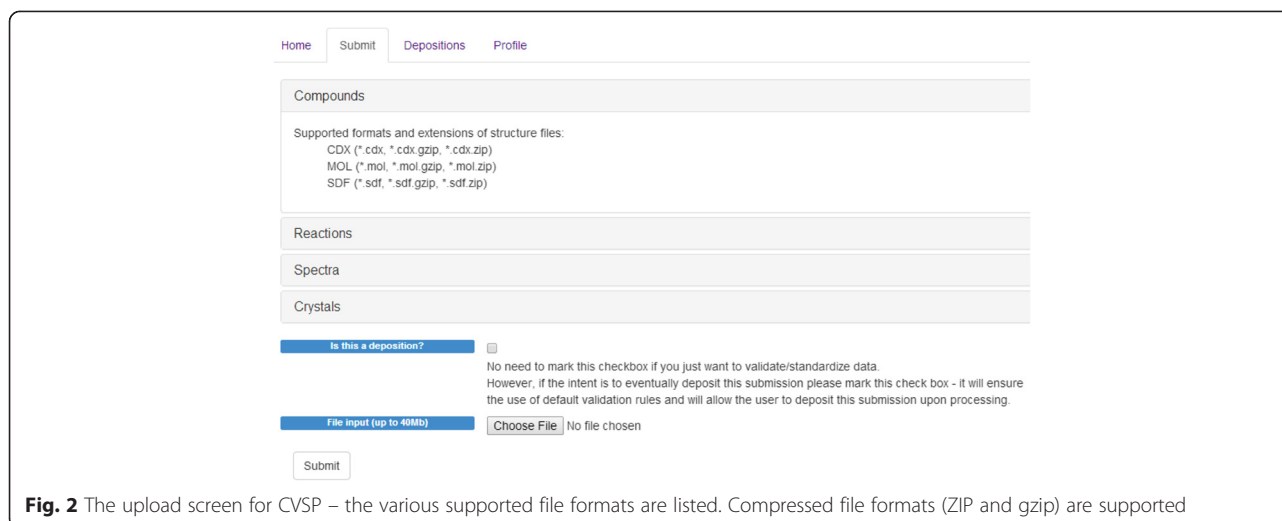 Home Submit Depositions Profile
Compounds
Supported formats and extensions of structure files:
CDX (*.cdx, *.cdx.gzip, *.cdx.zip)
MOL (*.mol, *.mol.gzip, *.mol.zip)
SDF (*.sdf, *.sdf.gzip, *.sdf.zip)
Reactions
Spectra
Crystals
Is this a deposition?
No need to mark this checkbox if you just want to validate/standardize data.
However, if the intent is to eventually deposit this submission please mark this check box - it will ensure
the use of default validation rules and will allow the user to deposit this submission upon processing.
File input (up to 40Mb) Choose File No file chosen
Submit
Fig. 2 The upload screen for CVSP – the various supported file formats are listed. Compressed file formats (ZIP and gzip) are supported